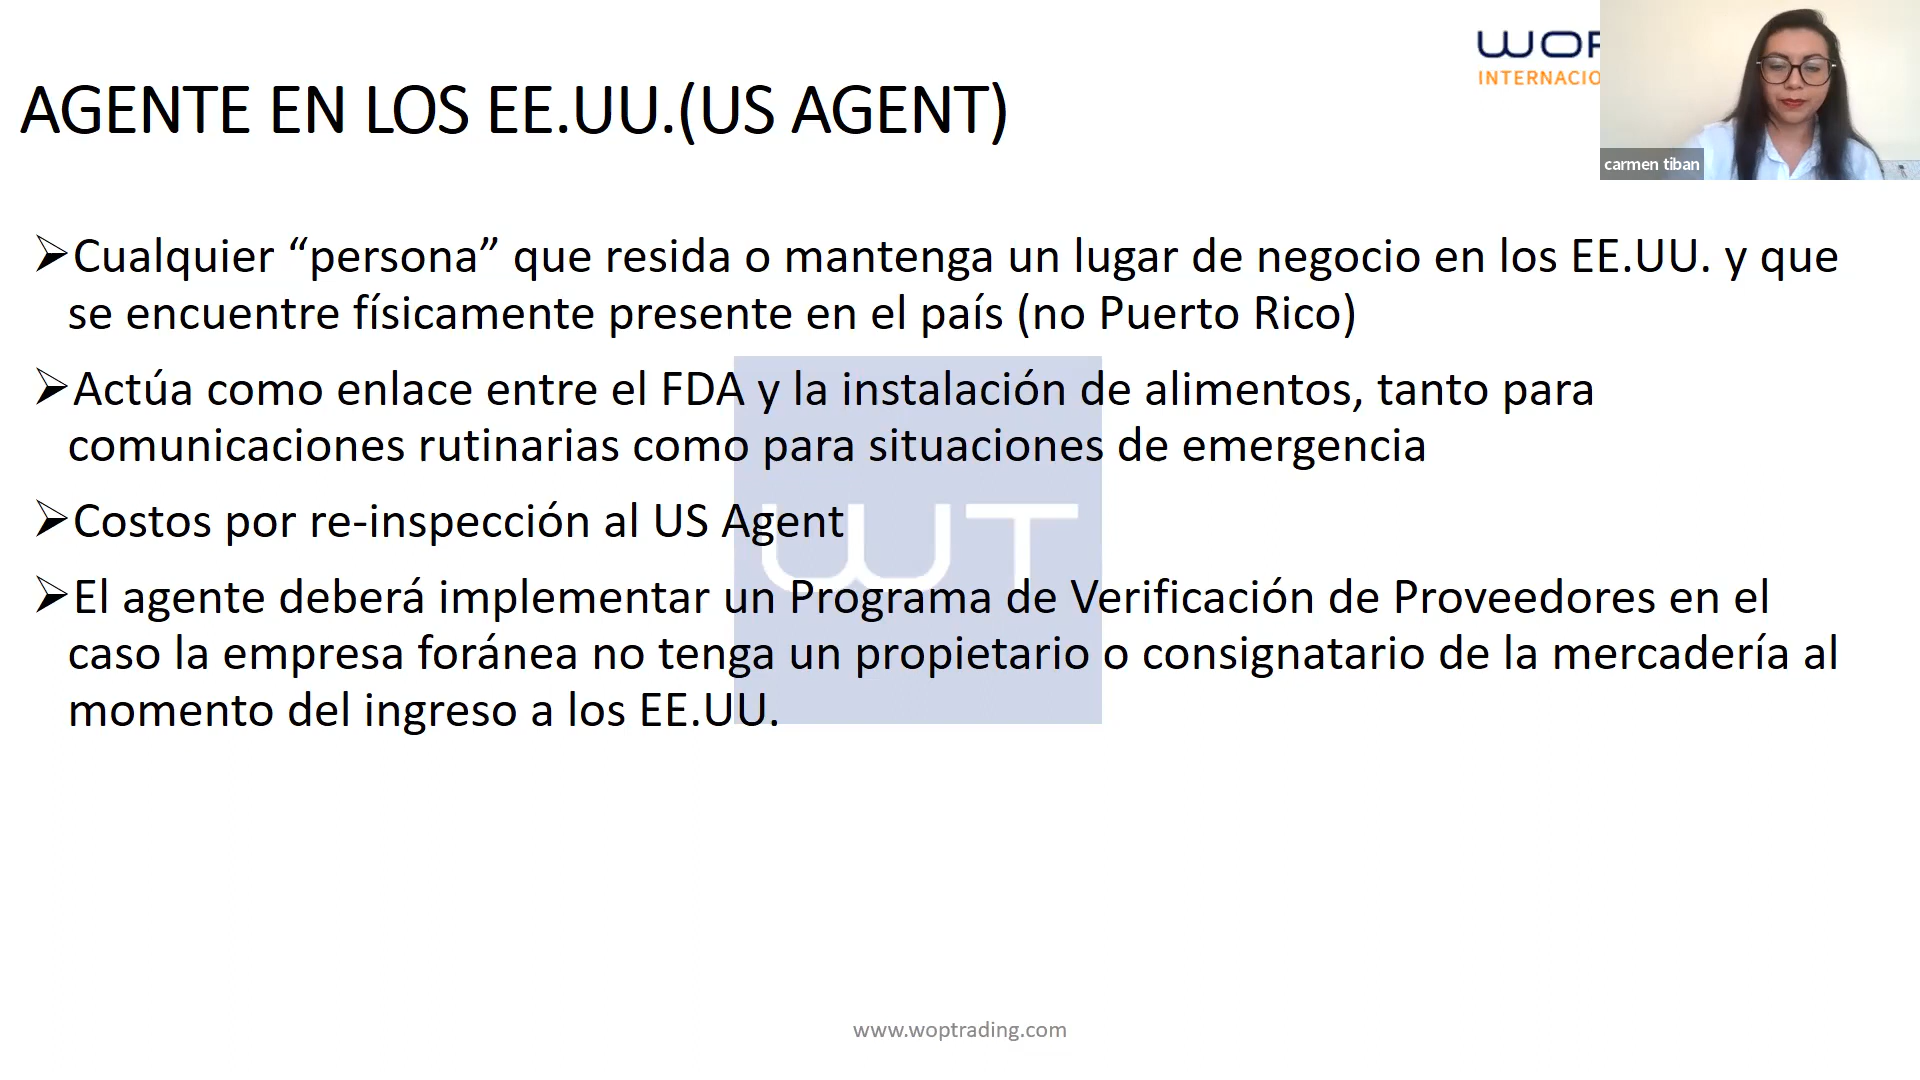 AGENTE EN LOS EE.UU.(US AGENT)
WOP
INTERNACIO
carmen tiban
➢Cualquier “persona” que resida o mantenga un lugar de negocio en los EE.UU. y que
se encuentre físicamente presente en el país (no Puerto Rico)
➢Actúa como enlace entre el FDA y la instalación de alimentos, tanto para
comunicaciones rutinarias como para situaciones de emergencia
➢Costos por re-inspección al US Agent
WT
➢El agente deberá implementar un Programa de Verificación de Proveedores en el
caso la empresa foránea no tenga un propietario o consignatario de la mercadería al
momento del ingreso a los EE.UU.
www.woptrading.com